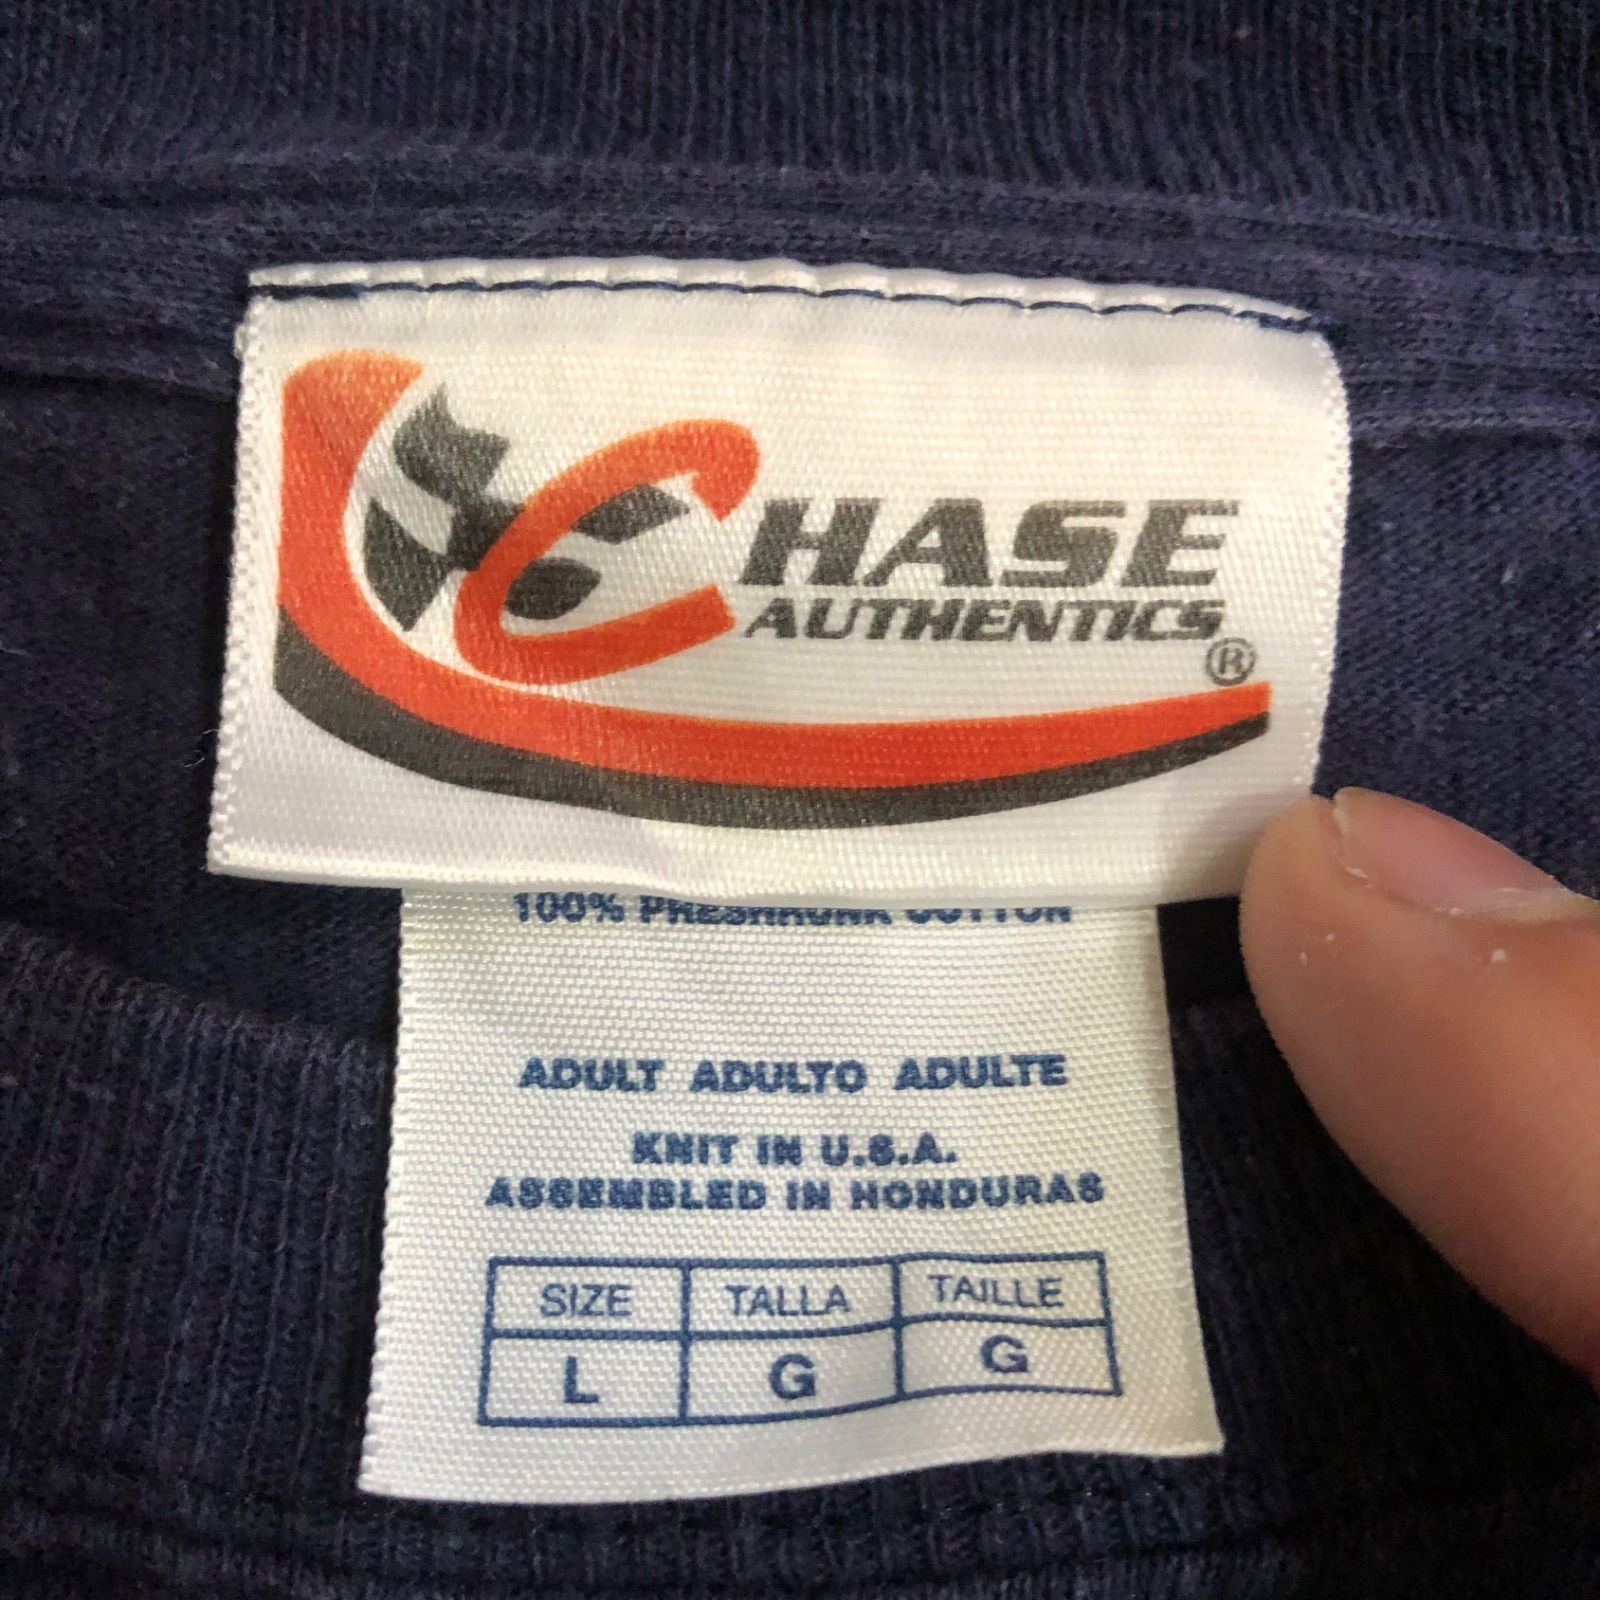 CHASE
AUTHENTICS
®
100% PRESHRUNK COTTON
ADULT ADULTO ADULTE
KNIT IN U.S.A.
ASSEMBLED IN HONDURAS
SIZE TALLA TAILLE
L G G